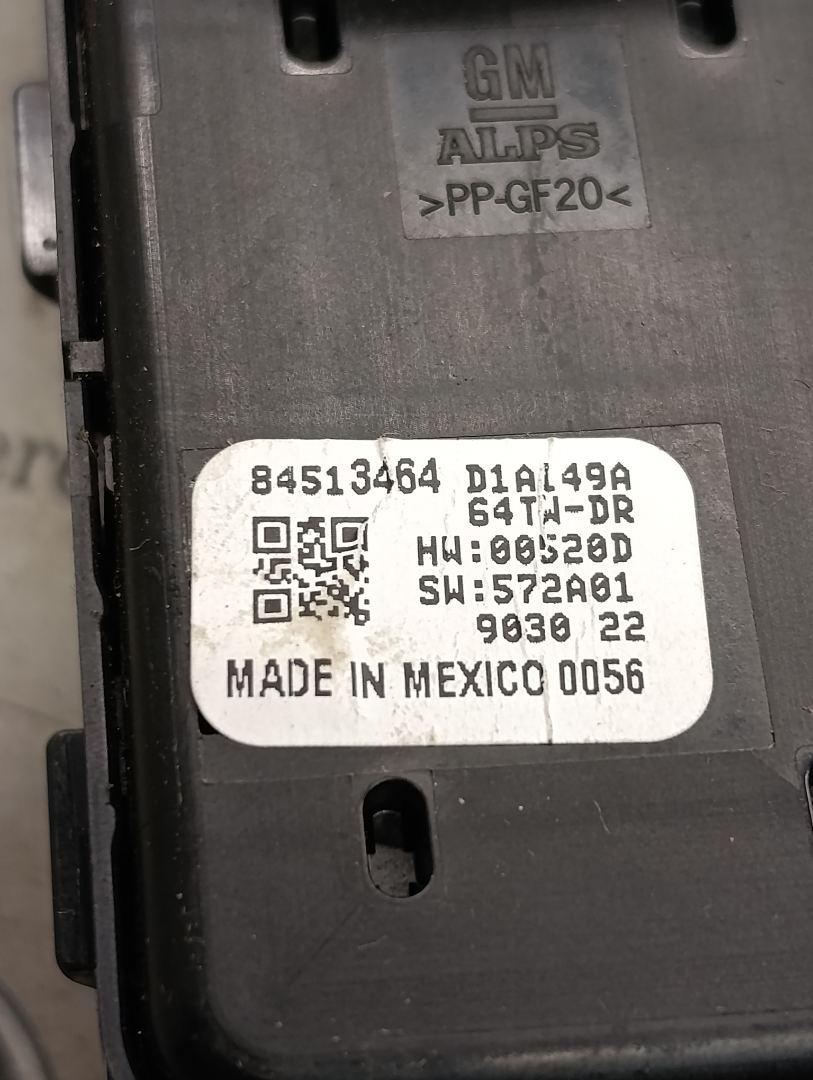 GM
ALPS
>PP-GF20<
84513464 D1A149A
64TW-DR
HW:00520D
SW:572A01
9030 22
MADE IN MEXICO 0056